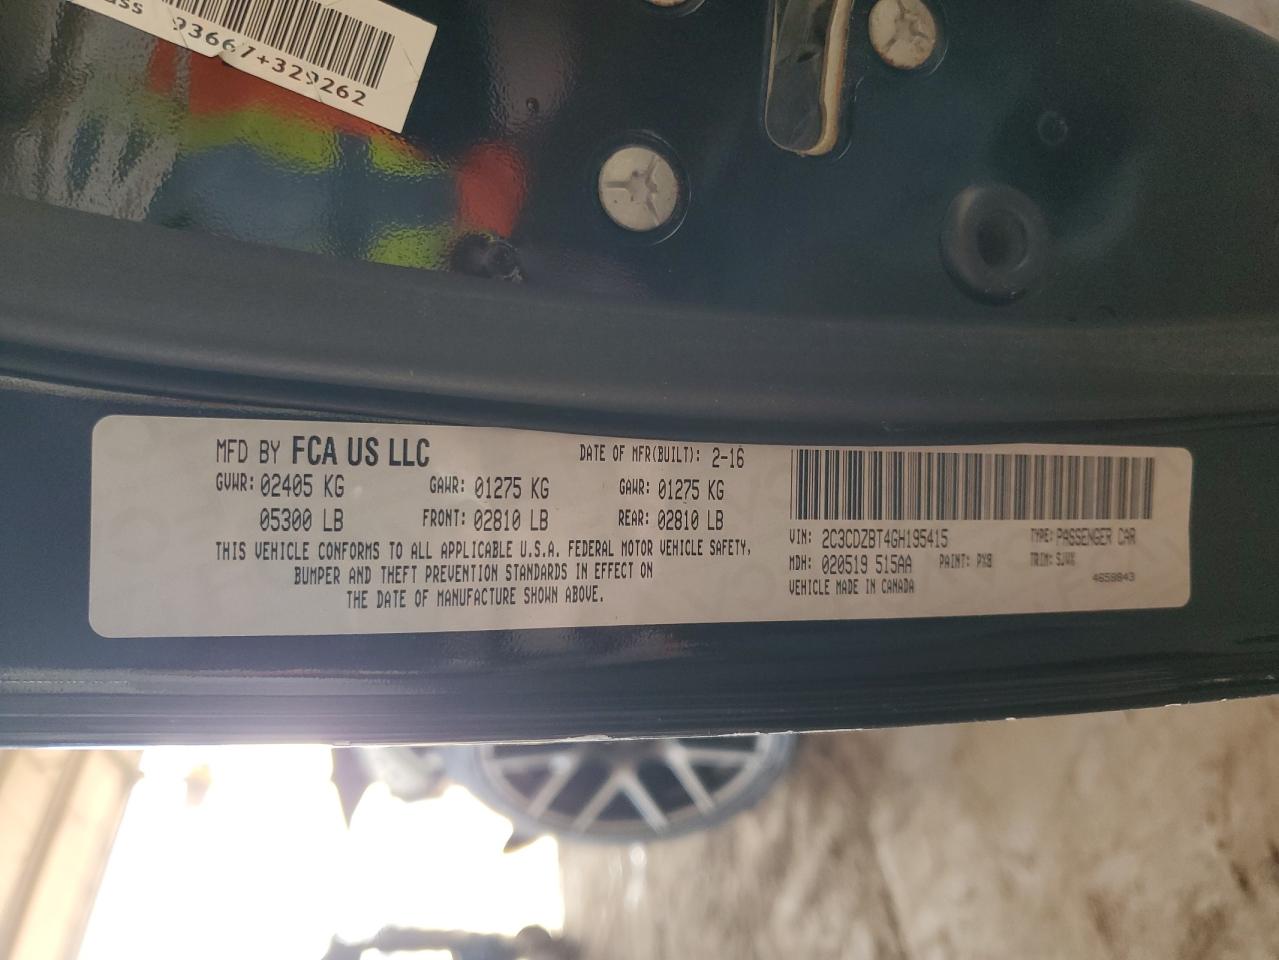 93667+329262
MFD BY FCA US LLC
DATE OF MFR(BUILT): 2-16
GVWR: 02405 KG GAWR: 01275 KG GAWR: 01275 KG
05300 LB FRONT: 02810 LB REAR: 02810 LB
THIS VEHICLE CONFORMS TO ALL APPLICABLE U.S.A. FEDERAL MOTOR VEHICLE SAFETY,
BUMPER AND THEFT PREVENTION STANDARDS IN EFFECT ON
THE DATE OF MANUFACTURE SHOWN ABOVE.
VIN: 2C3CDZBT4GH195415 TYPE: PASSENGER CAR
MDH: 020519 515AA PAINT: PX8 TRIM:
VEHICLE MADE IN CANADA 4658843